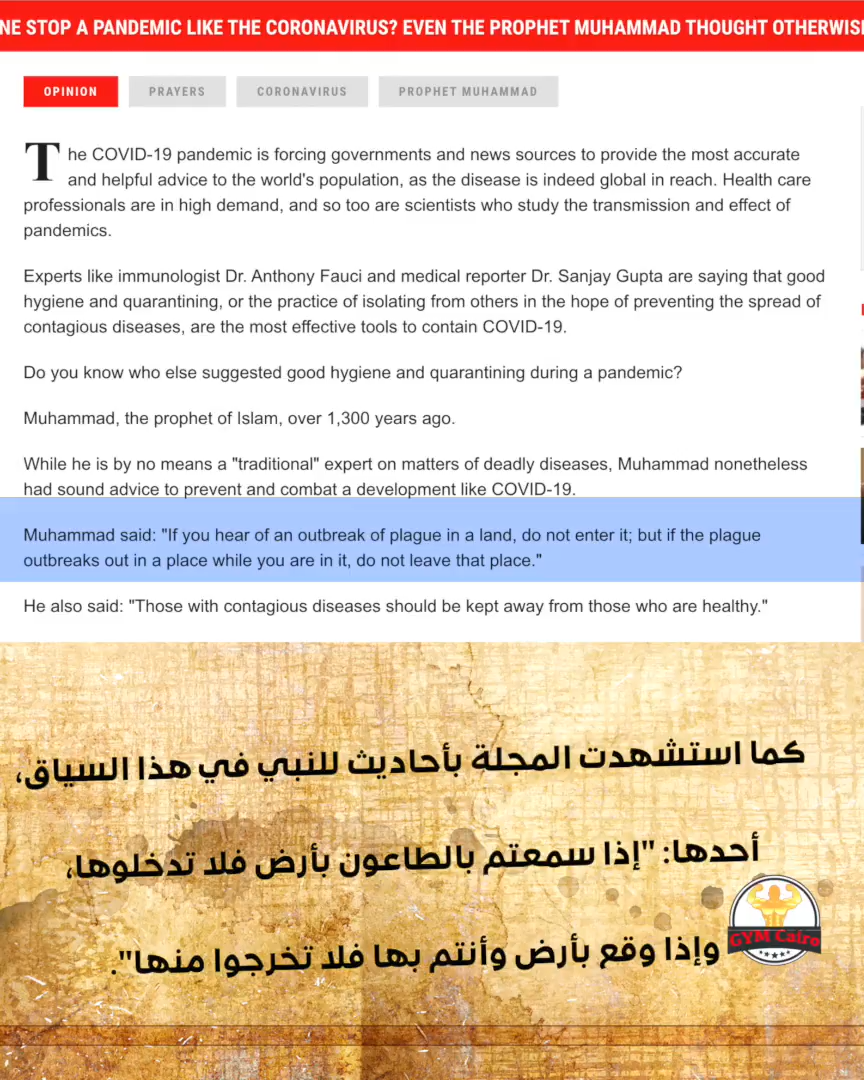 NE STOP A PANDEMIC LIKE THE CORONAVIRUS? EVEN THE PROPHET MUHAMMAD THOUGHT OTHERWIS
OPINION PRAYERS CORONAVIRUS PROPHET MUHAMMAD
The COVID-19 pandemic is forcing governments and news sources to provide the most accurate
and helpful advice to the world's population, as the disease is indeed global in reach. Health care
professionals are in high demand, and so too are scientists who study the transmission and effect of
pandemics.
Experts like immunologist Dr. Anthony Fauci and medical reporter Dr. Sanjay Gupta are saying that good
hygiene and quarantining, or the practice of isolating from others in the hope of preventing the spread of
contagious diseases, are the most effective tools to contain COVID-19.
Do you know who else suggested good hygiene and quarantining during a pandemic?
Muhammad, the prophet of Islam, over 1,300 years ago.
While he is by no means a "traditional" expert on matters of deadly diseases, Muhammad nonetheless
had sound advice to prevent and combat a development like COVID-19.
Muhammad said: "If you hear of an outbreak of plague in a land, do not enter it; but if the plague
outbreaks out in a place while you are in it, do not leave that place."
He also said: "Those with contagious diseases should be kept away from those who are healthy."
كما استشهدت المجلة بأحاديث للنبي في هذا السياق،
أحدها: "إذا سمعتم بالطاعون بأرض فلا تدخلوها،
وإذا وقع بأرض وأنتم بها فلا تخرجوا منها".
GYM Cairo